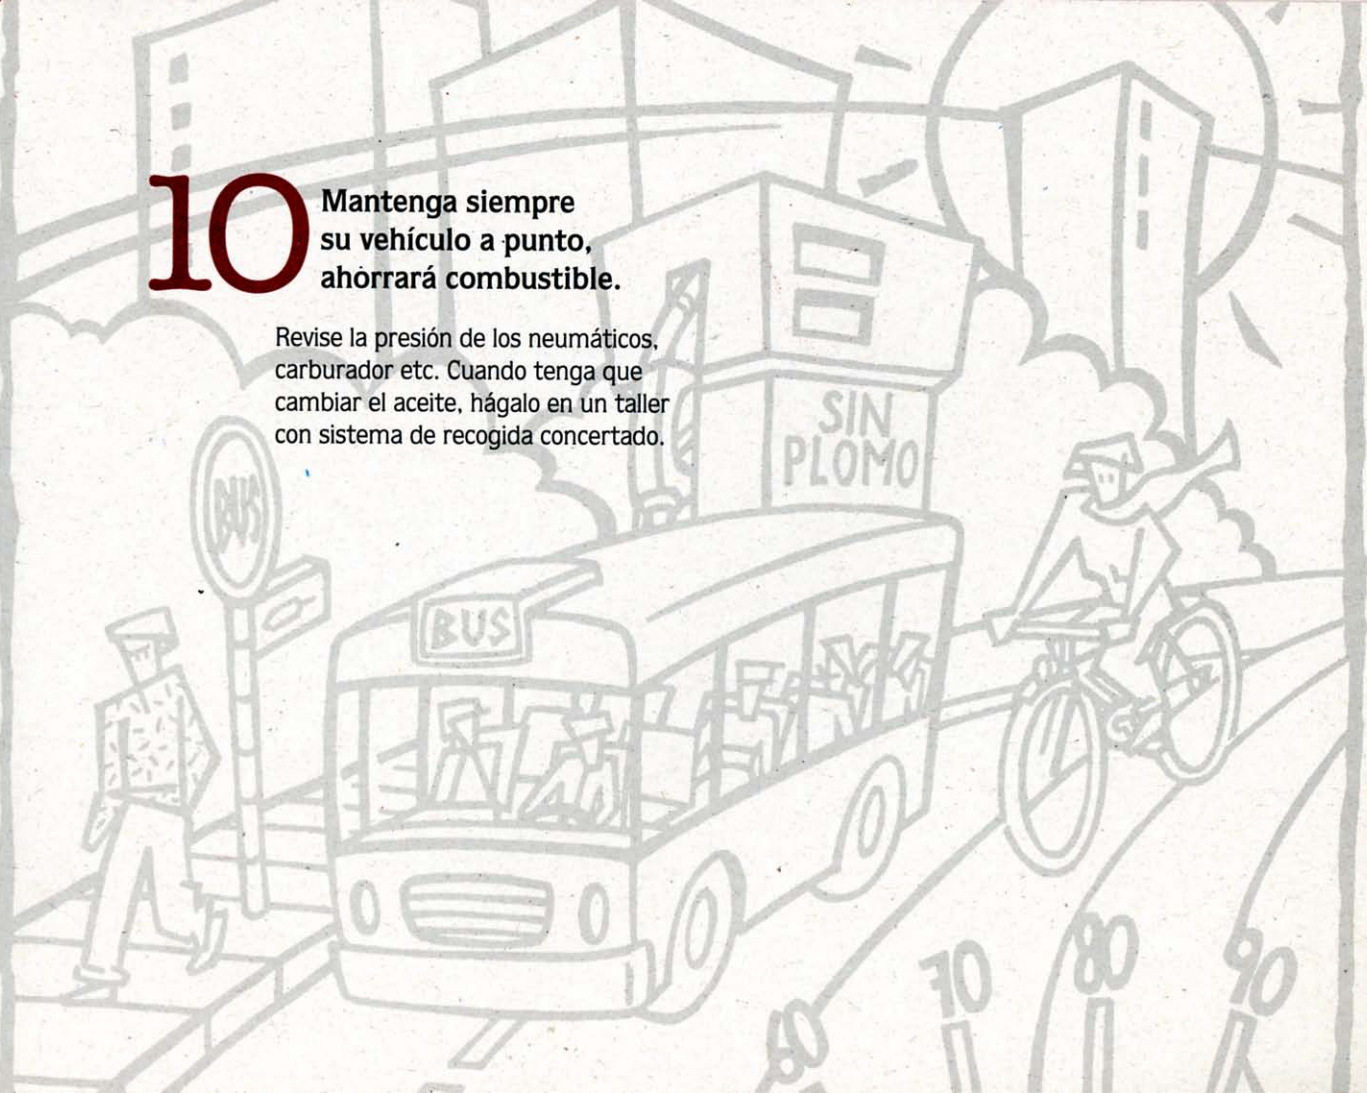 10
Mantenga siempre
su vehículo a punto,
ahorrará combustible.
Revise la presión de los neumáticos,
carburador etc. Cuando tenga que
cambiar el aceite, hágalo en un taller
con sistema de recogida concertado.
SIN
PLOMO
BUS
BUS
60
70
80
90